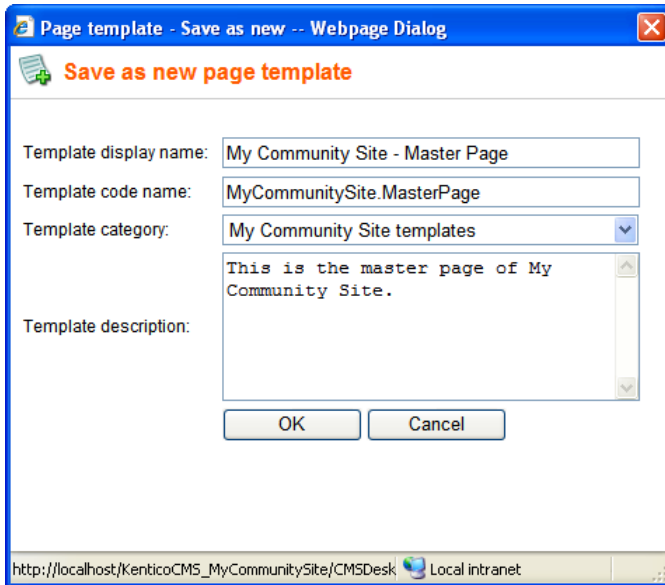 Page template - Save as new -- Webpage Dialog
Save as new page template
Template display name: My Community Site - Master Page
Template code name: MyCommunitySite.MasterPage
Template category: My Community Site templates
Template description: This is the master page of My
Community Site.
OK Cancel
http://localhost/KenticoCMS_MyCommunitySite/CMSDesk Local intranet